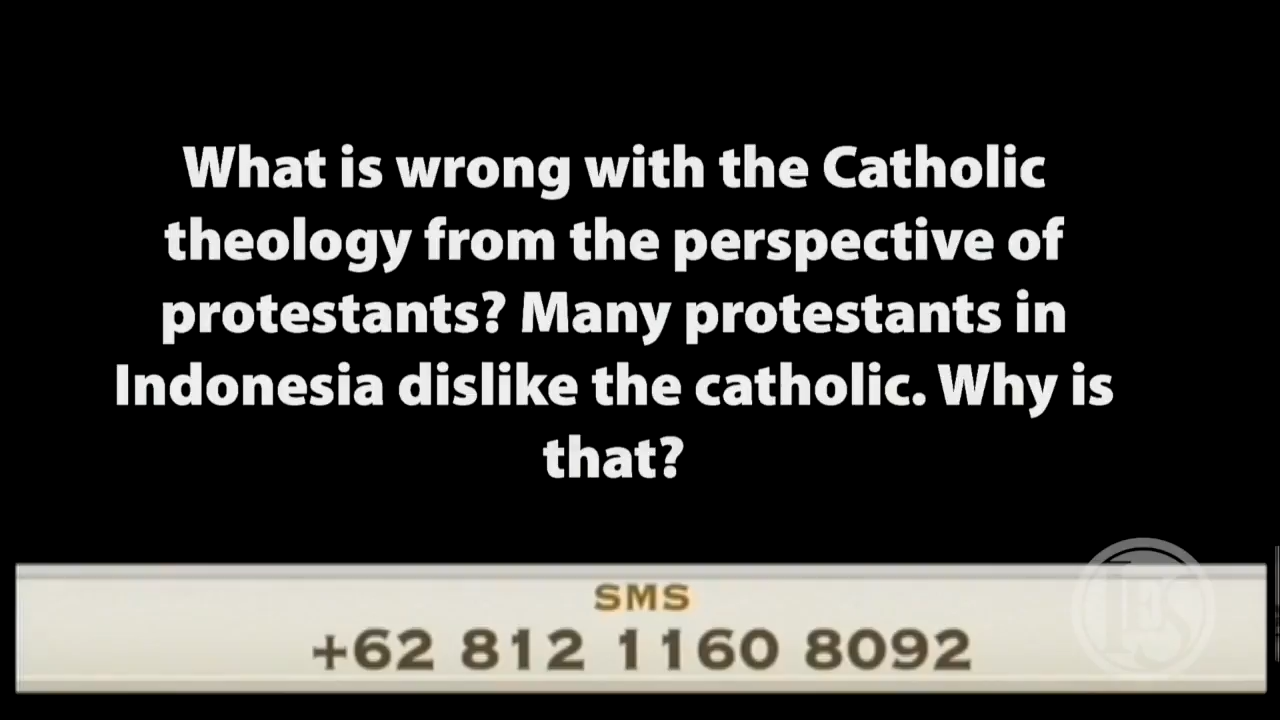 What is wrong with the Catholic
theology from the perspective of
protestants? Many protestants in
Indonesia dislike the catholic. Why is
that?
SMS
+62 812 1160 8092
LES